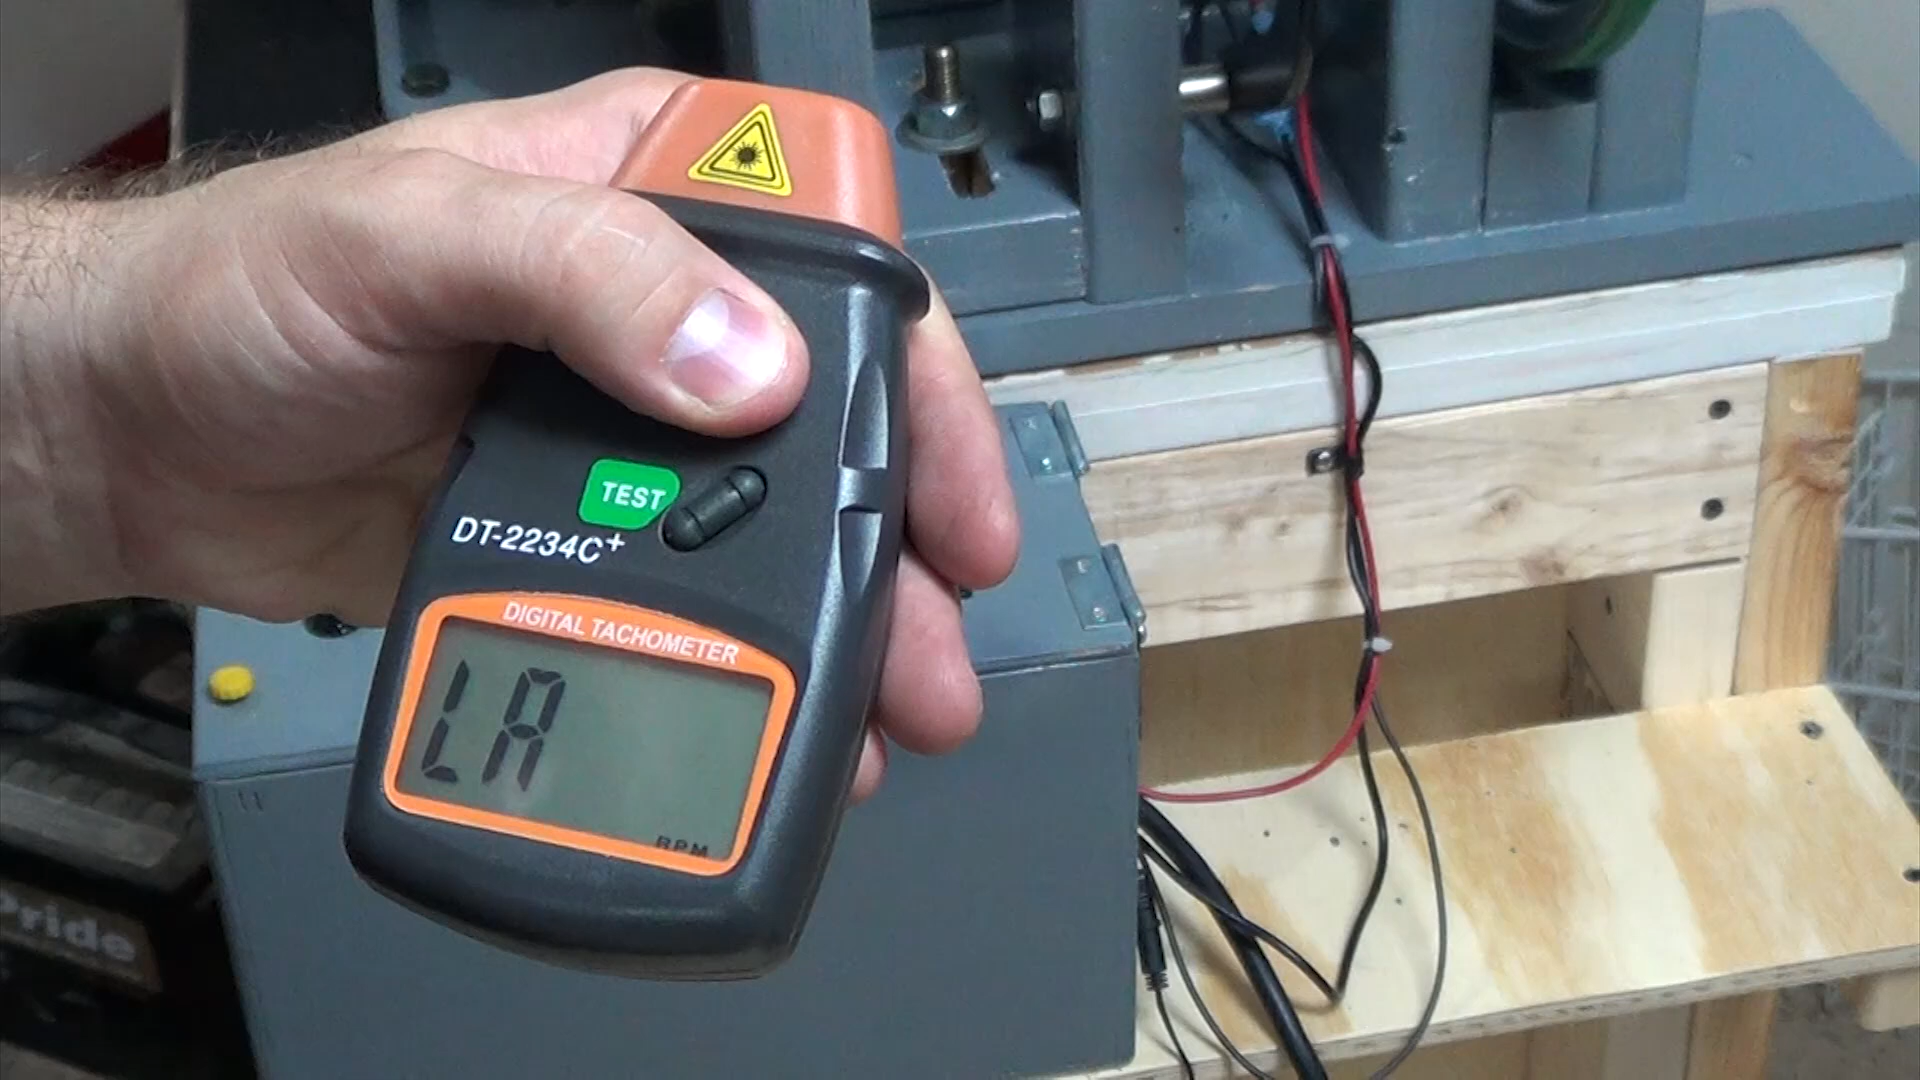 TEST
DT-2234C+
DIGITAL TACHOMETER
LA
RPM
Pride